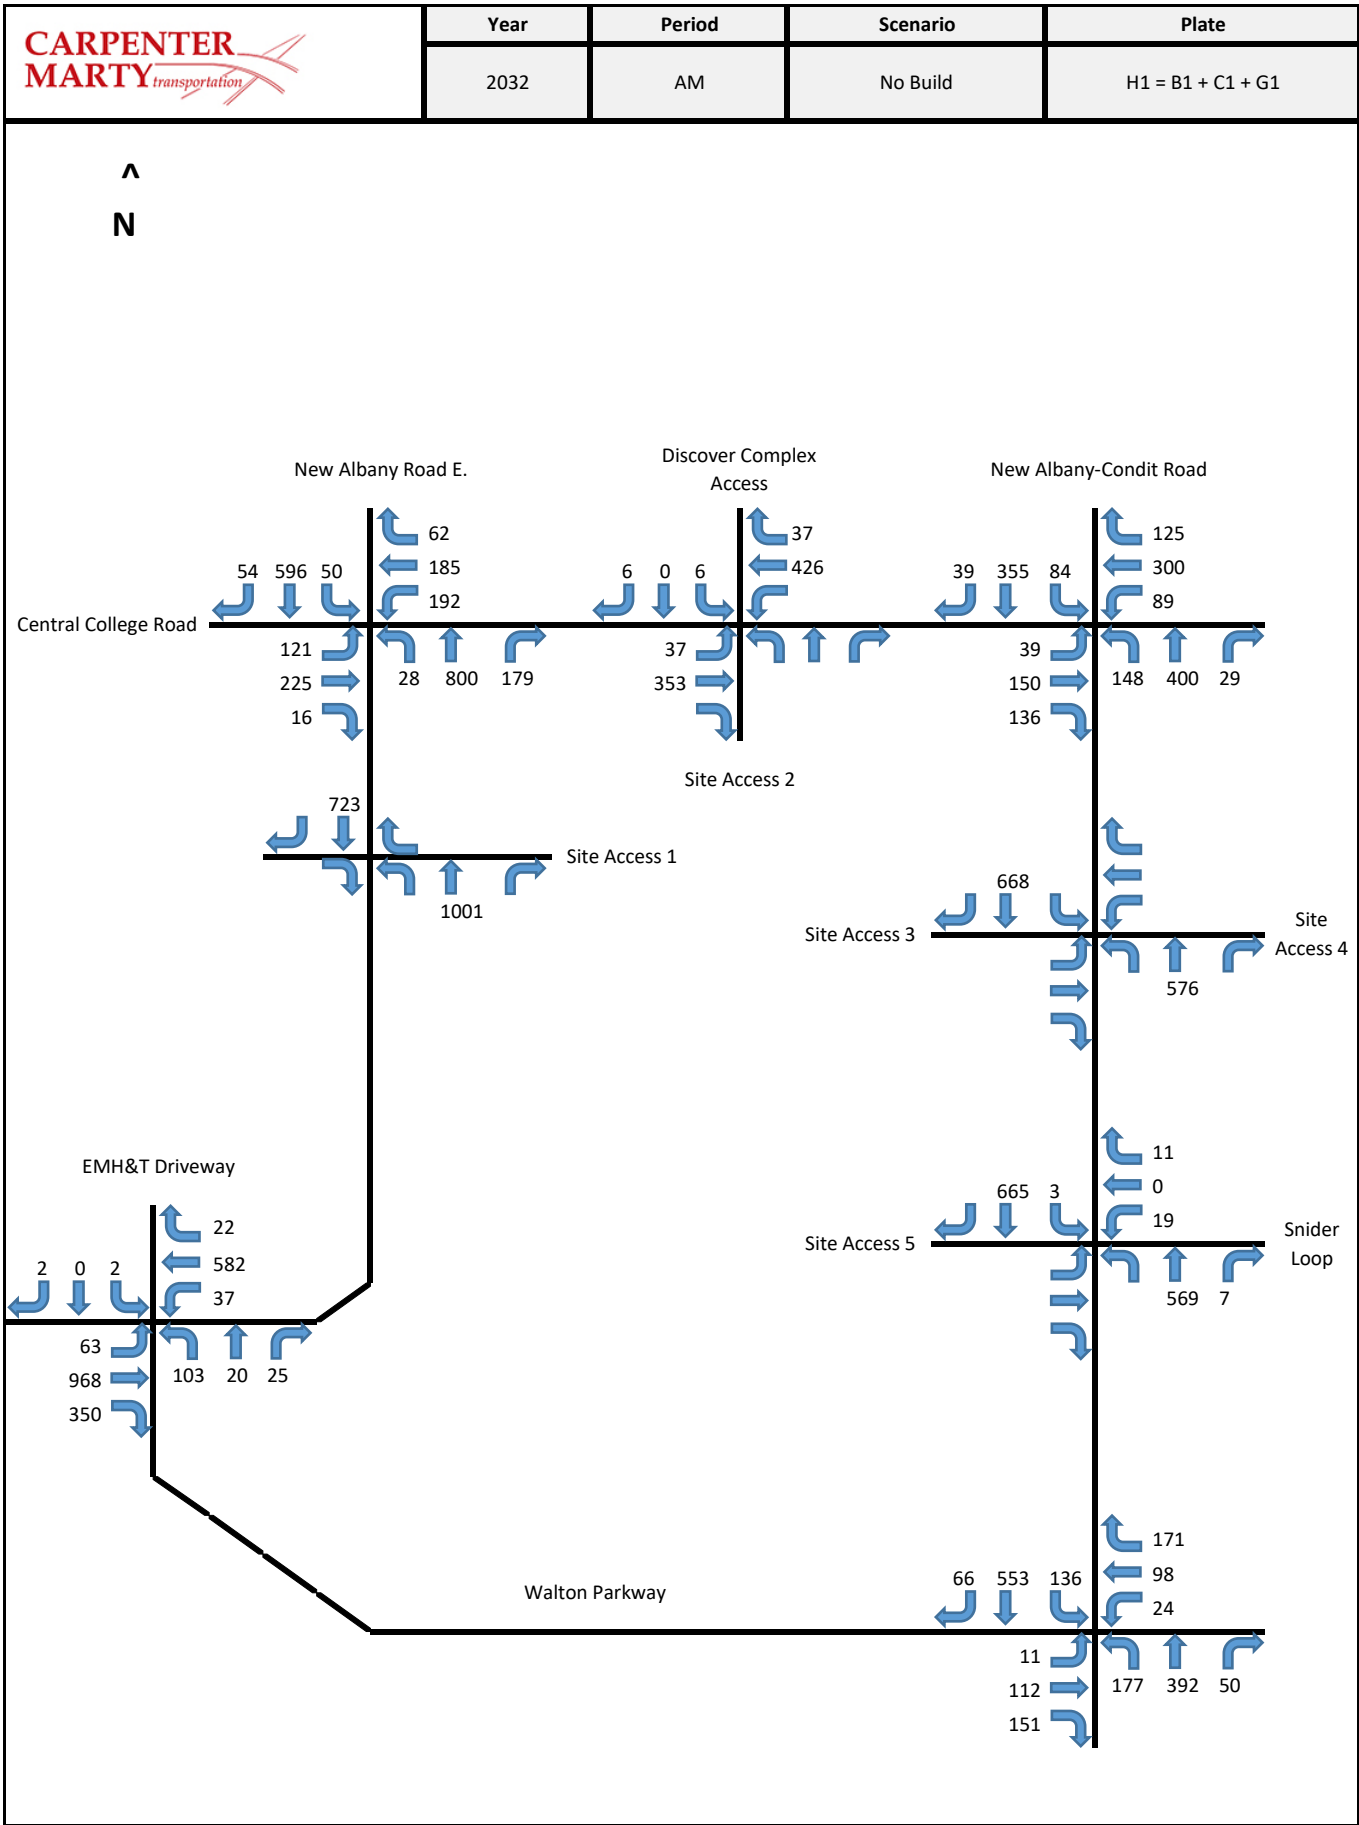 CARPENTER
MARTY transportation
Year Period Scenario Plate
2032 AM No Build H1 = B1 + C1 + G1
^
N
New Albany Road E.
Discover Complex
Access
New Albany-Condit Road
62
185
192
54 596 50
Central College Road
121
225
16
28 800 179
37
426
6 0 6
37
353
Site Access 2
125
300
89
39 355 84
39
150
136
148 400 29
723
Site Access 1
1001
668
Site Access 3
Site
Access 4
576
EMH&T Driveway
22
582
37
2 0 2
63
968
350
103 20 25
11
0
19
665 3
Site Access 5
Snider
Loop
569 7
Walton Parkway
171
98
24
66 553 136
11
112
151
177 392 50